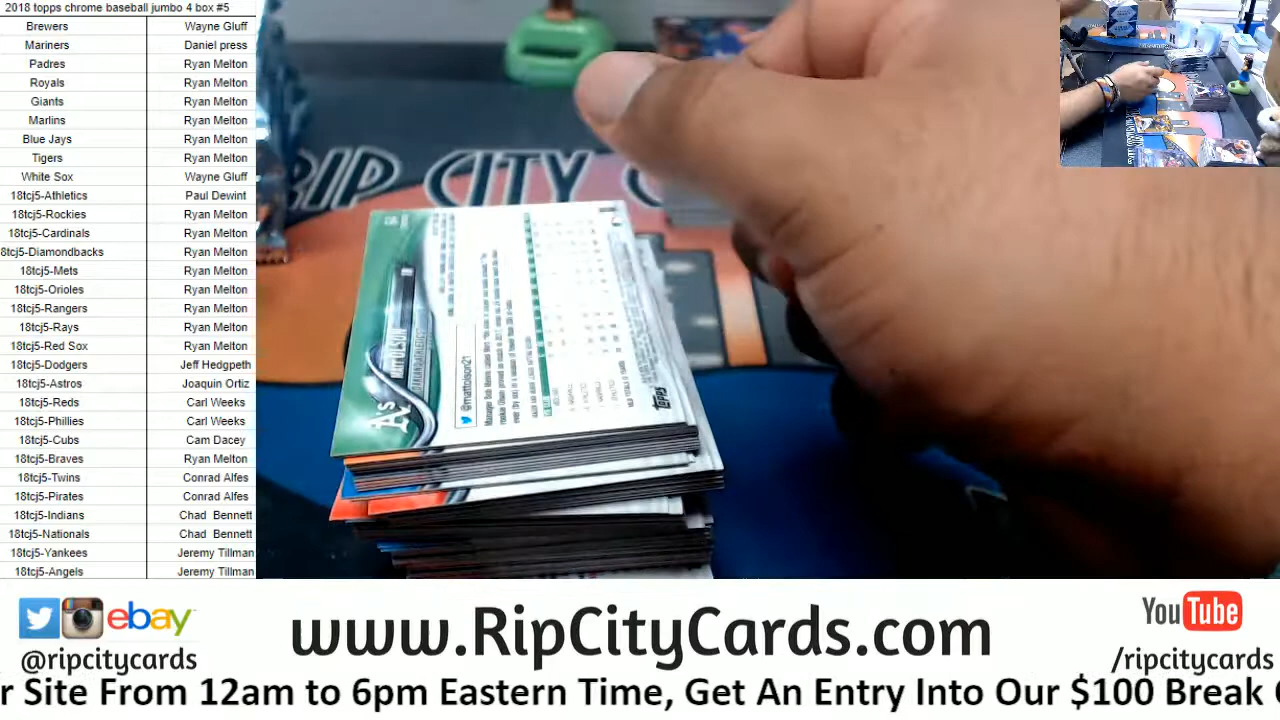 2018 topps chrome baseball jumbo 4 box #5
Brewers Wayne Gluff
Mariners Daniel press
Padres Ryan Melton
Royals Ryan Melton
Giants Ryan Melton
Marlins Ryan Melton
Blue Jays Ryan Melton
Tigers Ryan Melton
White Sox Wayne Gluff
18tcj5-Athletics Paul Dewint
18tcj5-Rockies Ryan Melton
18tcj5-Cardinals Ryan Melton
8tcj5-Diamondbacks Ryan Melton
18tcj5-Mets Ryan Melton
18tcj5-Orioles Ryan Melton
18tcj5-Rangers Ryan Melton
18tcj5-Rays Ryan Melton
18tcj5-Red Sox Ryan Melton
18tcj5-Dodgers Jeff Hedgpeth
18tcj5-Astros Joaquin Ortiz
18tcj5-Reds Carl Weeks
18tcj5-Phillies Carl Weeks
18tcj5-Cubs Cam Dacey
18tcj5-Braves Ryan Melton
18tcj5-Twins Conrad Alfes
18tcj5-Pirates Conrad Alfes
18tcj5-Indians Chad Bennett
18tcj5-Nationals Chad Bennett
18tcj5-Yankees Jeremy Tillman
18tcj5-Angels Jeremy Tillman
RIP CITY C
A's
MATT OLSON
OAKLAND ATHLETICS
@mattolson21
TOPPS
ebay
@ripcitycards
www.RipCityCards.com
YouTube
/ripcitycards
r Site From 12am to 6pm Eastern Time, Get An Entry Into Our $100 Break